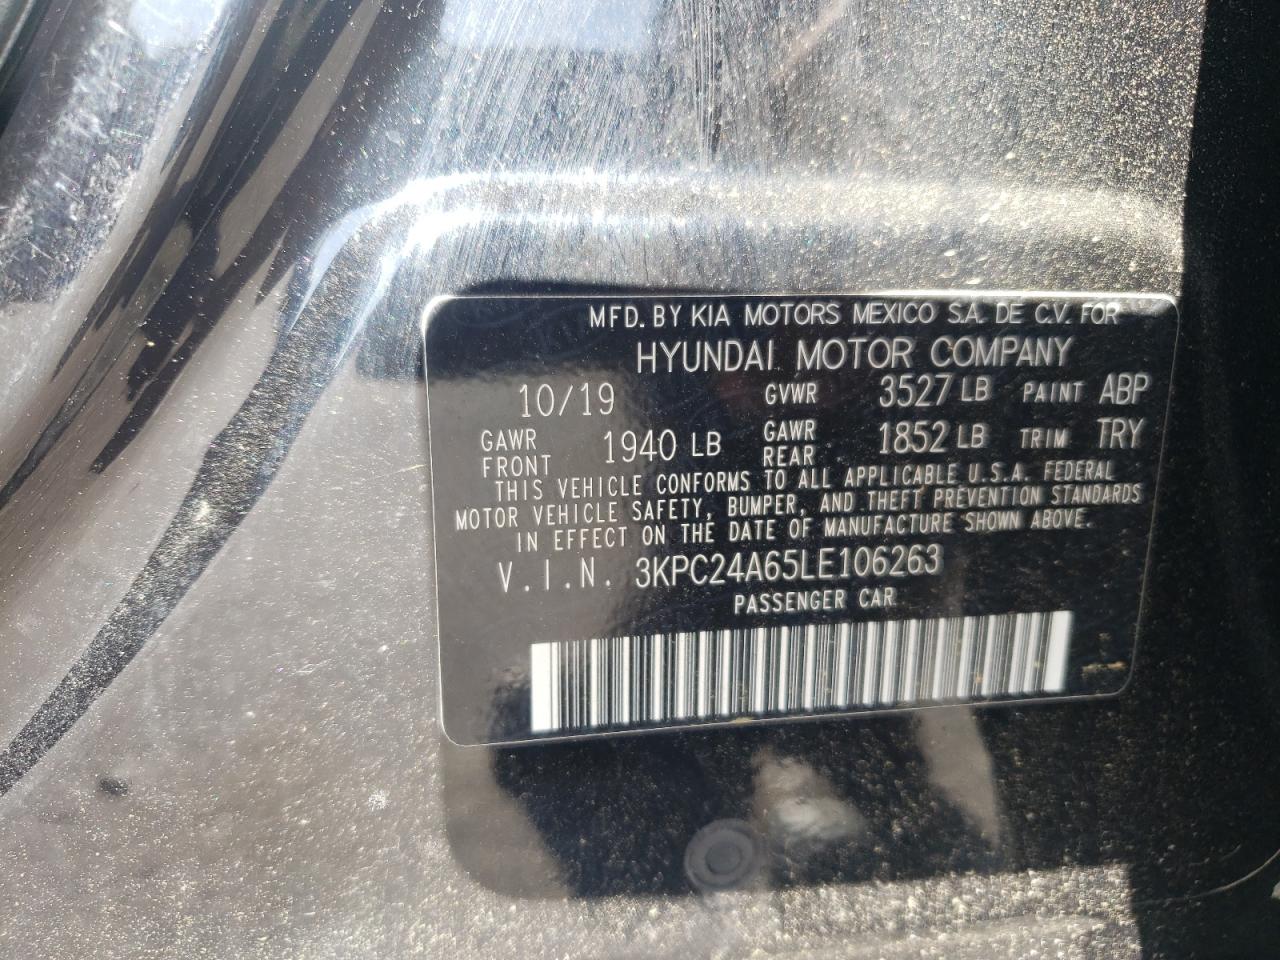 MFD. BY KIA MOTORS MEXICO S.A. DE C.V. FOR
HYUNDAI MOTOR COMPANY
10/19 GVWR 3527 LB PAINT ABP
GAWR FRONT 1940 LB GAWR REAR 1852 LB TRIM TRY
THIS VEHICLE CONFORMS TO ALL APPLICABLE U.S.A. FEDERAL
MOTOR VEHICLE SAFETY, BUMPER, AND THEFT PREVENTION STANDARDS
IN EFFECT ON THE DATE OF MANUFACTURE SHOWN ABOVE.
V.I.N. 3KPC24A65LE106263
PASSENGER CAR